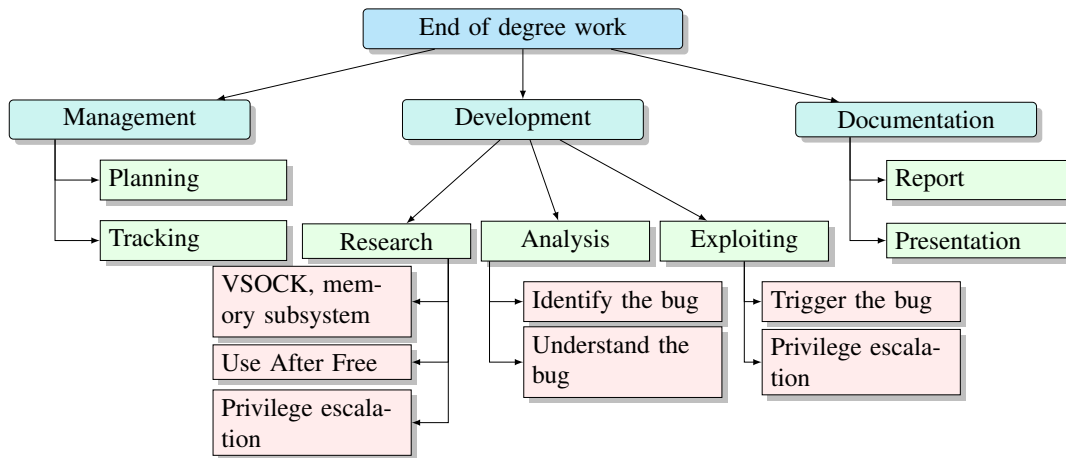 End of degree work
Management
Development
Documentation
Planning
Tracking
Report
Presentation
Research
Analysis
Exploiting
VSOCK, mem-
ory subsystem
Use After Free
Privilege escala-
tion
Identify the bug
Understand the
bug
Trigger the bug
Privilege escala-
tion